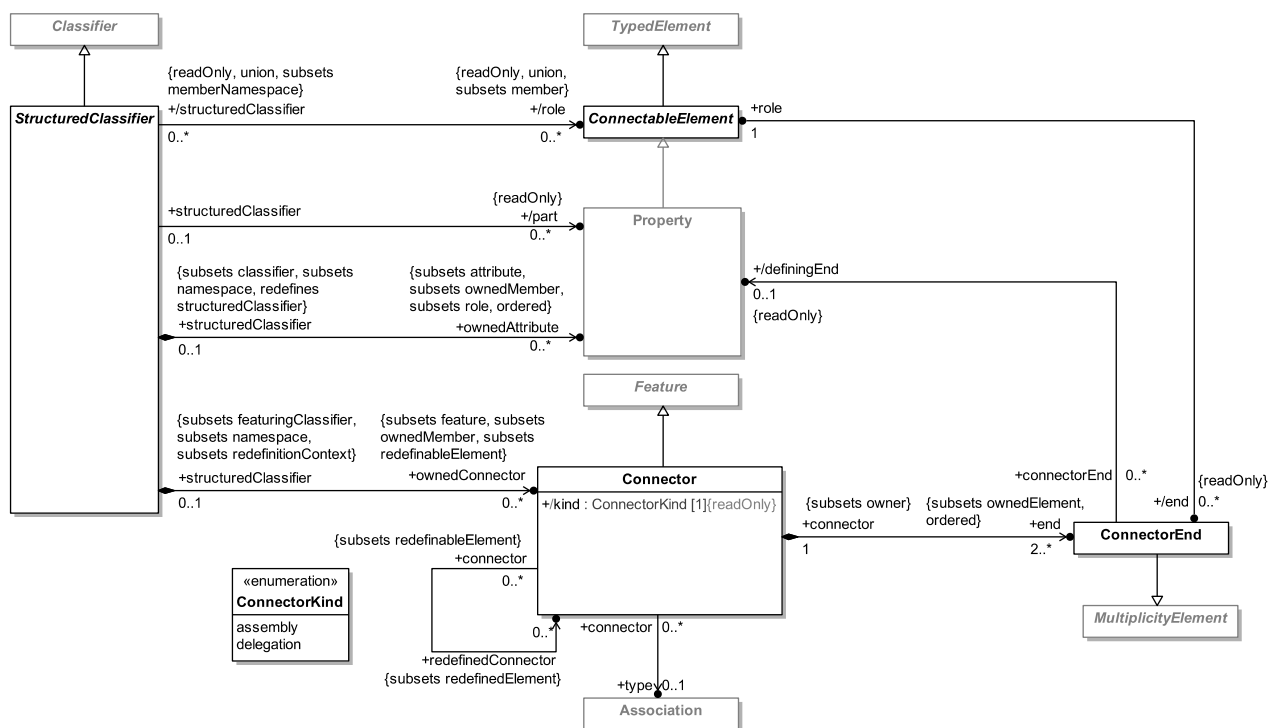 Classifier
TypedElement
{readOnly, union, subsets
memberNamespace}
+/structuredClassifier
0..*
{readOnly, union,
subsets member}
+/role
0..*
StructuredClassifier
ConnectableElement
+role
1
+structuredClassifier
0..1
{readOnly}
+/part
0..*
Property
{subsets classifier, subsets
namespace, redefines
structuredClassifier}
+structuredClassifier
0..1
{subsets attribute,
subsets ownedMember,
subsets role, ordered}
+ownedAttribute
0..*
+/definingEnd
0..1
{readOnly}
Feature
{subsets featuringClassifier,
subsets namespace,
subsets redefinitionContext}
+structuredClassifier
0..1
{subsets feature, subsets
ownedMember, subsets
redefinableElement}
+ownedConnector
0..*
Connector
+/kind : ConnectorKind [1]{readOnly}
+connectorEnd
0..*
{readOnly}
+/end
0..*
{subsets owner}
+connector
1
{subsets ownedElement,
ordered}
+end
2..*
ConnectorEnd
{subsets redefinableElement}
+connector
0..*
«enumeration»
ConnectorKind
assembly
delegation
0..*
+redefinedConnector
{subsets redefinedElement}
+connector
0..*
MultiplicityElement
+type
0..1
Association